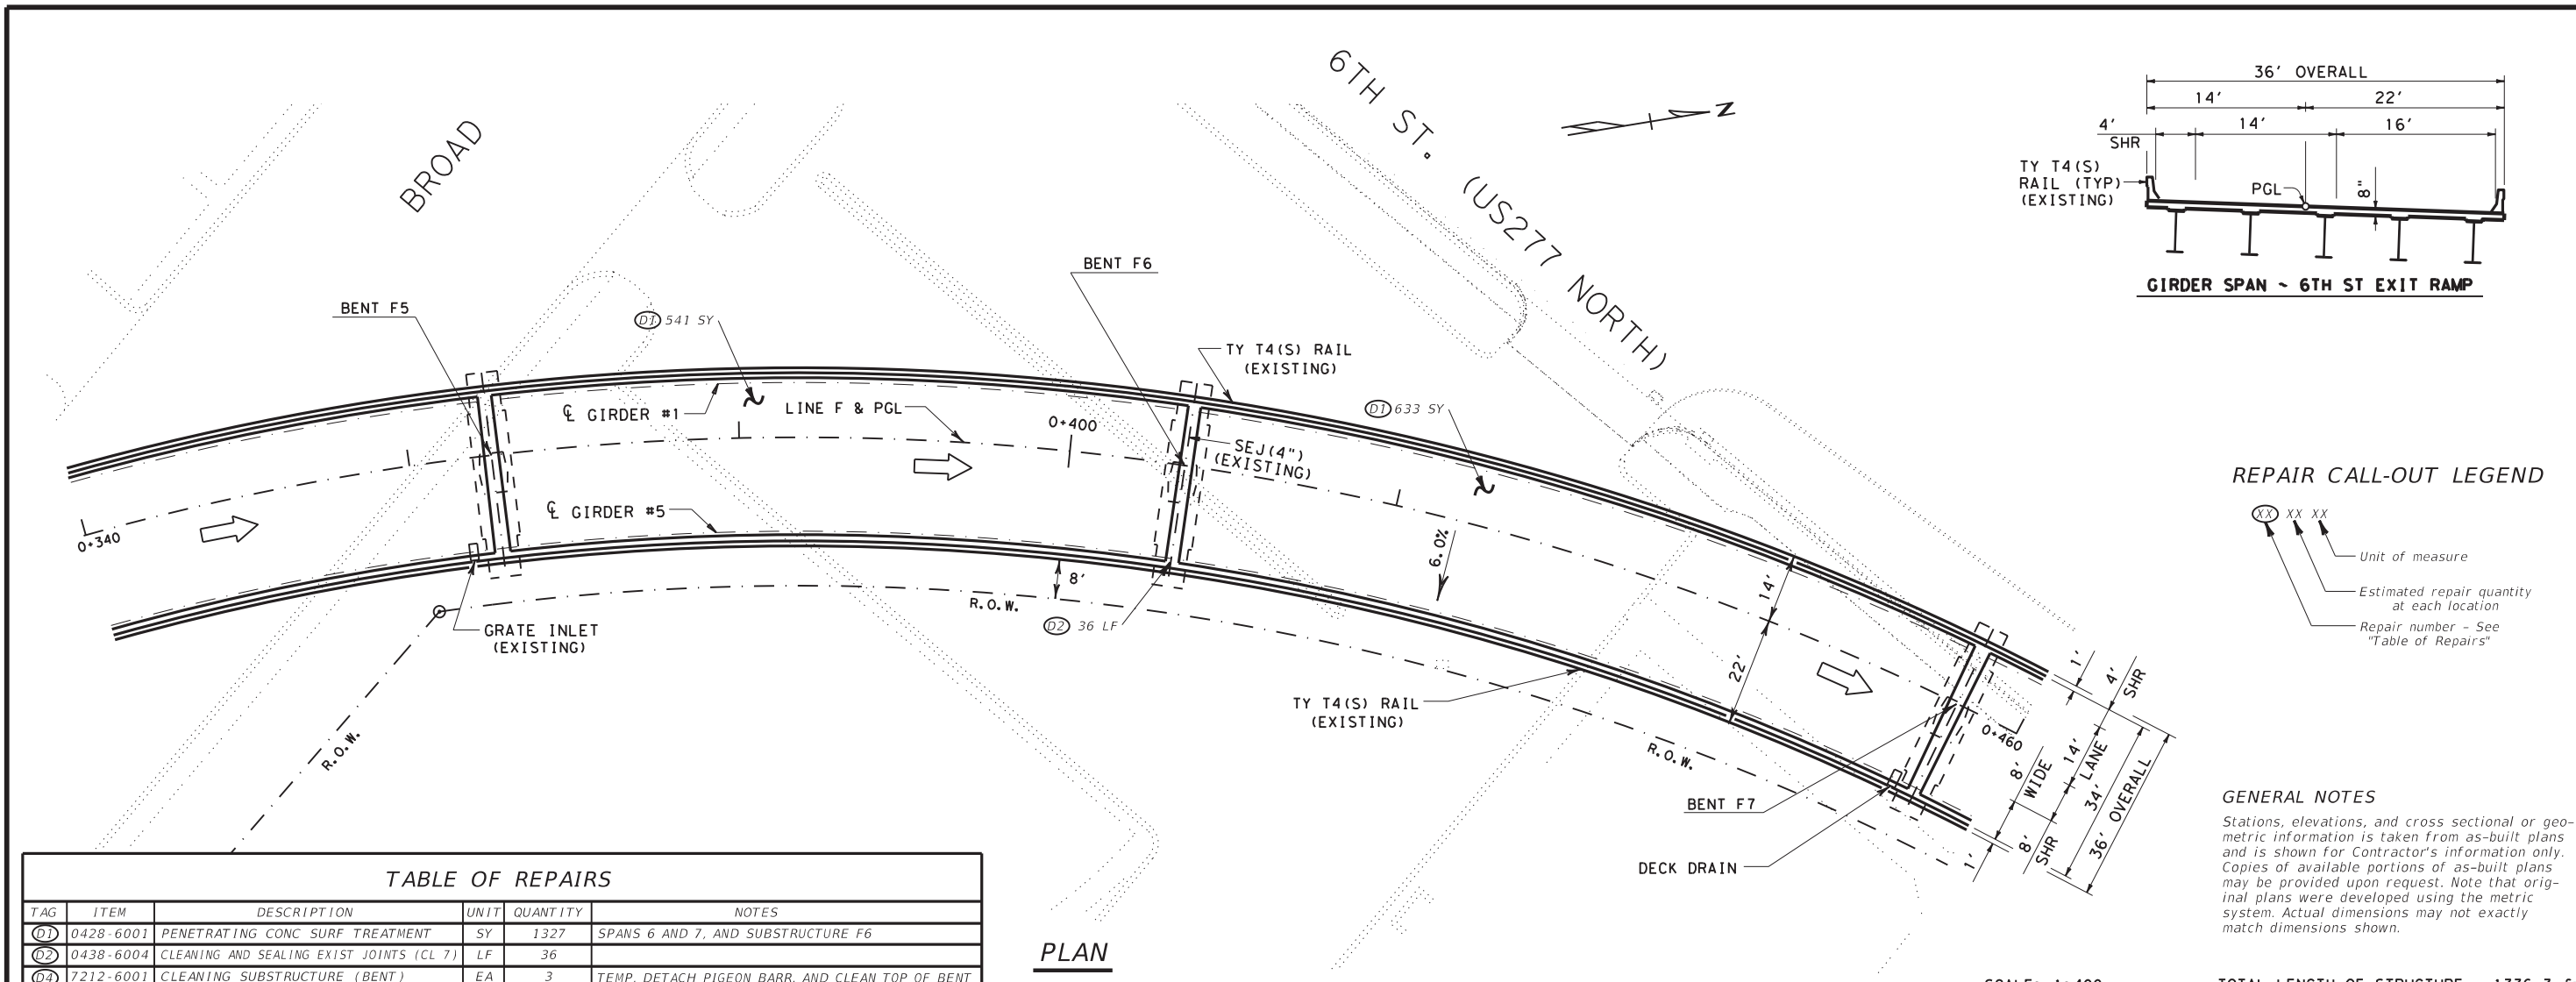 6TH ST. (US277 NORTH)
BROAD
N
36' OVERALL
14' 22'
4' SHR 14' 16'
TY T4(S)
RAIL (TYP)
(EXISTING)
PGL
8"
GIRDER SPAN ~ 6TH ST EXIT RAMP
BENT F5
D1 541 SY
BENT F6
TY T4(S) RAIL
(EXISTING)
℄ GIRDER #1
LINE F & PGL
0+400
D1 633 SY
SEJ(4")
(EXISTING)
℄ GIRDER #5
0+340
6.0%
8'
R.O.W.
D2 36 LF
GRATE INLET
(EXISTING)
R.O.W.
14'
22'
TY T4(S) RAIL
(EXISTING)
R.O.W.
BENT F7
DECK DRAIN
0+460
1'
4'
SHR
14'
LANE
8'
WIDE
34'
36' OVERALL
8'
SHR
1'
REPAIR CALL-OUT LEGEND
XX XX XX
Unit of measure
Estimated repair quantity
at each location
Repair number - See
"Table of Repairs"
GENERAL NOTES
Stations, elevations, and cross sectional or geo-
metric information is taken from as-built plans
and is shown for Contractor's information only.
Copies of available portions of as-built plans
may be provided upon request. Note that orig-
inal plans were developed using the metric
system. Actual dimensions may not exactly
match dimensions shown.
TABLE OF REPAIRS
TAG ITEM DESCRIPTION UNIT QUANTITY NOTES
D1 0428-6001 PENETRATING CONC SURF TREATMENT SY 1327 SPANS 6 AND 7, AND SUBSTRUCTURE F6
D2 0438-6004 CLEANING AND SEALING EXIST JOINTS (CL 7) LF 36
D4 7212-6001 CLEANING SUBSTRUCTURE (BENT) EA 3 TEMP. DETACH PIGEON BARR. AND CLEAN TOP OF BENT
PLAN
TOTAL LENGTH OF STRUCTURE